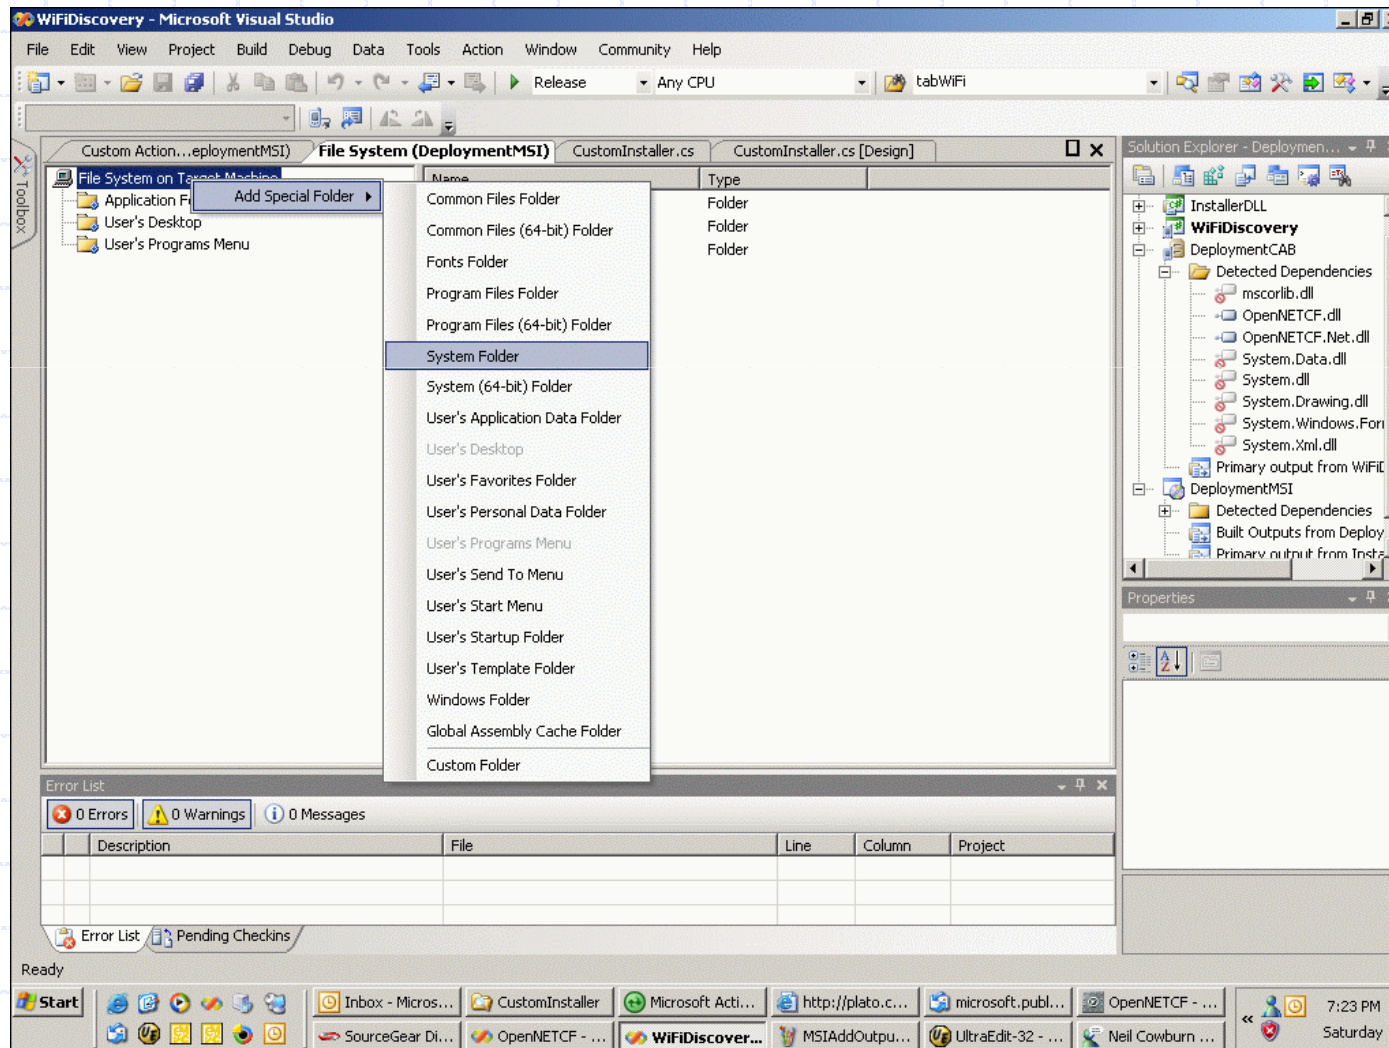 WiFiDiscovery - Microsoft Visual Studio
File Edit View Project Build Debug Data Tools Action Window Community Help
Release Any CPU tabWiFi
Custom Action...eploymentMSI) File System (DeploymentMSI) CustomInstaller.cs CustomInstaller.cs [Design]
Toolbox
File System on Target Machine
Application F
User's Desktop
User's Programs Menu
Add Special Folder
Name Type
Folder
Folder
Folder
Common Files Folder
Common Files (64-bit) Folder
Fonts Folder
Program Files Folder
Program Files (64-bit) Folder
System Folder
System (64-bit) Folder
User's Application Data Folder
User's Desktop
User's Favorites Folder
User's Personal Data Folder
User's Programs Menu
User's Send To Menu
User's Start Menu
User's Startup Folder
User's Template Folder
Windows Folder
Global Assembly Cache Folder
Custom Folder
Solution Explorer - Deploymen...
InstallerDLL
WiFiDiscovery
DeploymentCAB
Detected Dependencies
mscorlib.dll
OpenNETCF.dll
OpenNETCF.Net.dll
System.Data.dll
System.dll
System.Drawing.dll
System.Windows.Forr
System.Xml.dll
Primary output from WiFiD
DeploymentMSI
Detected Dependencies
Built Outputs from Deploy
Primary output from Insta
Properties
Error List
0 Errors 0 Warnings 0 Messages
Description File Line Column Project
Error List Pending Checkins
Ready
Start Inbox - Micros... CustomInstaller Microsoft Acti... http://plato.c... microsoft.publ... OpenNETCF - ... 7:23 PM
SourceGear Di... OpenNETCF - ... WiFiDiscover... MSIAddOutpu... UltraEdit-32 - ... Neil Cowburn ... Saturday